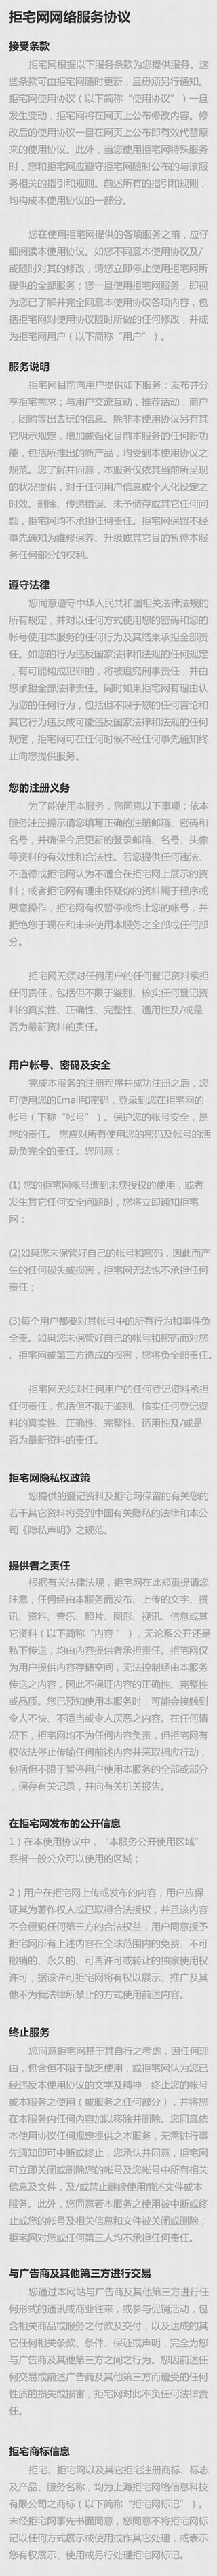 拒宅网网络服务协议
接受条款
拒宅网根据以下服务条款为您提供服务。这
些条款可由拒宅网随时更新，且毋须另行通知。
拒宅网使用协议（以下简称“使用协议”）一旦
发生变动，拒宅网将在网页上公布修改内容。修
改后的使用协议一旦在网页上公布即有效代替原
来的使用协议。此外，当您使用拒宅网特殊服务
时，您和拒宅网应遵守拒宅网随时公布的与该服
务相关的指引和规则。前述所有的指引和规则，
均构成本使用协议的一部分。
您在使用拒宅网提供的各项服务之前，应仔
细阅读本使用协议。如您不同意本使用协议及/
或随时对其的修改，请您立即停止使用拒宅网所
提供的全部服务；您一旦使用拒宅网服务，即视
为您已了解并完全同意本使用协议各项内容，包
括拒宅网对使用协议随时所做的任何修改，并成
为拒宅网用户（以下简称“用户”）。
服务说明
拒宅网目前向用户提供如下服务：发布并分
享拒宅需求；与用户交流互动，推荐活动，商户
，团购等出去玩的信息。除非本使用协议另有其
它明示规定，增加或强化目前本服务的任何新功
能，包括所推出的新产品，均受到本使用协议之
规范。您了解并同意，本服务仅依其当前所呈现
的状况提供，对于任何用户信息或个人化设定之
时效、删除、传递错误、未予储存或其它任何问
题，拒宅网均不承担任何责任。拒宅网保留不经
事先通知为维修保养、升级或其它目的暂停本服
务任何部分的权利。
遵守法律
您同意遵守中华人民共和国相关法律法规的
所有规定，并对以任何方式使用您的密码和您的
帐号使用本服务的任何行为及其结果承担全部责
任。如您的行为违反国家法律和法规的任何规定
，有可能构成犯罪的，将被追究刑事责任，并由
您承担全部法律责任。同时如果拒宅网有理由认
为您的任何行为，包括但不限于您的任何言论和
其它行为违反或可能违反国家法律和法规的任何
规定，拒宅网可在任何时候不经任何事先通知终
止向您提供服务。
您的注册义务
为了能使用本服务，您同意以下事项：依本
服务注册提示请您填写正确的注册邮箱、密码和
名号，并确保今后更新的登录邮箱、名号、头像
等资料的有效性和合法性。若您提供任何违法、
不道德或拒宅网认为不适合在拒宅网上展示的资
料；或者拒宅网有理由怀疑你的资料属于程序或
恶意操作，拒宅网有权暂停或终止您的帐号，并
拒绝您于现在和未来使用本服务之全部或任何部
分。
拒宅网无须对任何用户的任何登记资料承担
任何责任，包括但不限于鉴别、核实任何登记资
料的真实性、正确性、完整性、适用性及/或是
否为最新资料的责任。
用户帐号、密码及安全
完成本服务的注册程序并成功注册之后，您
可使用您的Email和密码，登录到您在拒宅网的
帐号（下称“帐号”）。保护您的帐号安全，是
您的责任。 您应对所有使用您的密码及帐号的活
动负完全的责任。您同意：
(1) 您的拒宅网帐号遭到未获授权的使用，或者
发生其它任何安全问题时，您将立即通知拒宅
网；
(2)如果您未保管好自己的帐号和密码，因此而产
生的任何损失或损害，拒宅网无法也不承担任何
责任；
(3)每个用户都要对其帐号中的所有行为和事件负
全责。如果您未保管好自己的帐号和密码而对您
、拒宅网或第三方造成的损害，您将负全部责任。
拒宅网无须对任何用户的任何登记资料承担
任何责任，包括但不限于鉴别、核实任何登记资
料的真实性、正确性、完整性、适用性及/或是
否为最新资料的责任。
拒宅网隐私权政策
您提供的登记资料及拒宅网保留的有关您的
若干其它资料将受到中国有关隐私的法律和本公
司《隐私声明》之规范。
提供者之责任
根据有关法律法规，拒宅网在此郑重提请您
注意，任何经由本服务而发布、上传的文字、资
讯、资料、音乐、照片、图形、视讯、信息或其
它资料（以下简称“内容 ”），无论系公开还是
私下传送，均由内容提供者承担责任。拒宅网仅
为用户提供内容存储空间，无法控制经由本服务
传送之内容，因此不保证内容的正确性、完整性
或品质。您已预知使用本服务时，可能会接触到
令人不快、不适当或令人厌恶之内容。在任何情
况下，拒宅网均不为任何内容负责，但拒宅网有
权依法停止传输任何前述内容并采取相应行动，
包括但不限于暂停用户使用本服务的全部或部分
，保存有关记录，并向有关机关报告。
在拒宅网发布的公开信息
1）在本使用协议中，“本服务公开使用区域”
系指一般公众可以使用的区域；
2）用户在拒宅网上传或发布的内容，用户应保
证其为著作权人或已取得合法授权，并且该内容
不会侵犯任何第三方的合法权益，用户同意授予
拒宅网所有上述内容在全球范围内的免费、不可
撤销的、永久的、可再许可或转让的独家使用权
许可，据该许可拒宅网将有权以展示、推广及其
他不为我法律所禁止的方式使用前述内容。
终止服务
您同意拒宅网基于其自行之考虑，因任何理
由，包含但不限于缺乏使用，或拒宅网认为您已
经违反本使用协议的文字及精神，终止您的帐号
或本服务之使用（或服务之任何部分），并将您
在本服务内任何内容加以移除并删除。您同意依
本使用协议任何规定提供之本服务，无需进行事
先通知即可中断或终止，您承认并同意，拒宅网
可立即关闭或删除您的帐号及您帐号中所有相关
信息及文件，及/或禁止继续使用前述文件或本
服务。此外，您同意若本服务之使用被中断或终
止或您的帐号及相关信息和文件被关闭或删除，
拒宅网对您或任何第三人均不承担任何责任。
与广告商及其他第三方进行交易
您通过本网站与广告商及其他第三方进行任
何形式的通讯或商业往来，或参与促销活动，包
含相关商品或服务之付款及交付，以及达成的其
它任何相关条款、条件、保证或声明，完全为您
与广告商及其他第三方之间之行为。您因前述任
何交易或前述广告商及其他第三方而遭受的任何
性质的损失或损害，拒宅网对此不负任何法律责
任。
拒宅商标信息
拒宅、拒宅网以及其它拒宅注册商标、标志
及产品、服务名称，均为上海拒宅网络信息科技
有限公司之商标（以下简称“拒宅网标记”）。
未经拒宅网事先书面同意，您同意不将拒宅网标
记以任何方式展示或使用或作其它处理，或表示
您有权展示、使用或另行处理拒宅网标记。